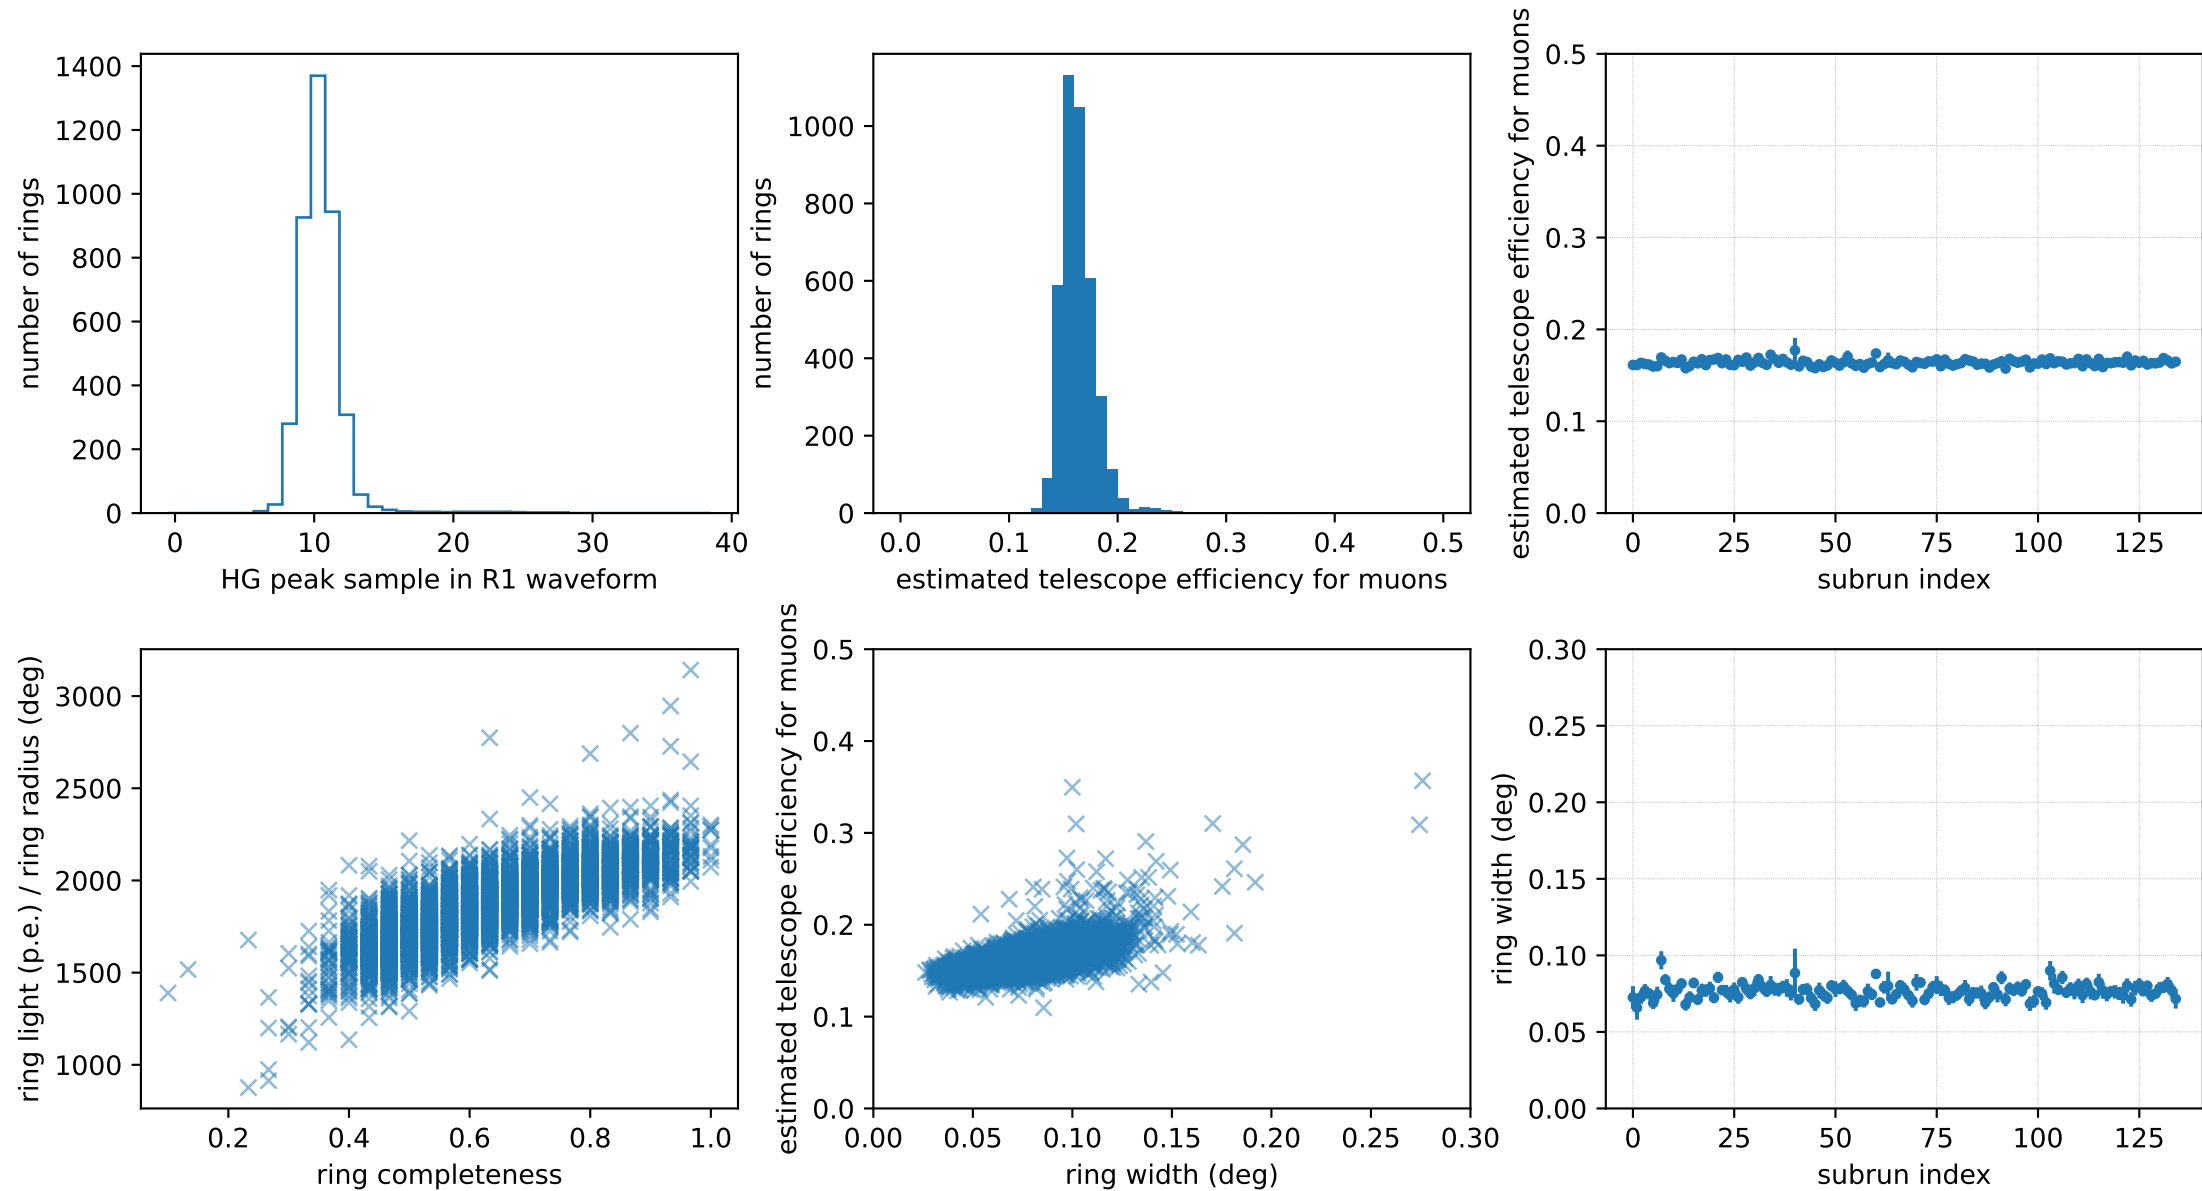 number of rings
1400
1200
1000
800
600
400
200
0
0 10 20 30 40
HG peak sample in R1 waveform
number of rings
1000
800
600
400
200
0
0.0 0.1 0.2 0.3 0.4 0.5
estimated telescope efficiency for muons
estimated telescope efficiency for muons
0.5
0.4
0.3
0.2
0.1
0.0
0 25 50 75 100 125
subrun index
ring light (p.e.) / ring radius (deg)
3000
2500
2000
1500
1000
0.2 0.4 0.6 0.8 1.0
ring completeness
estimated telescope efficiency for muons
0.5
0.4
0.3
0.2
0.1
0.0
0.00 0.05 0.10 0.15 0.20 0.25 0.30
ring width (deg)
ring width (deg)
0.30
0.25
0.20
0.15
0.10
0.05
0.00
0 25 50 75 100 125
subrun index